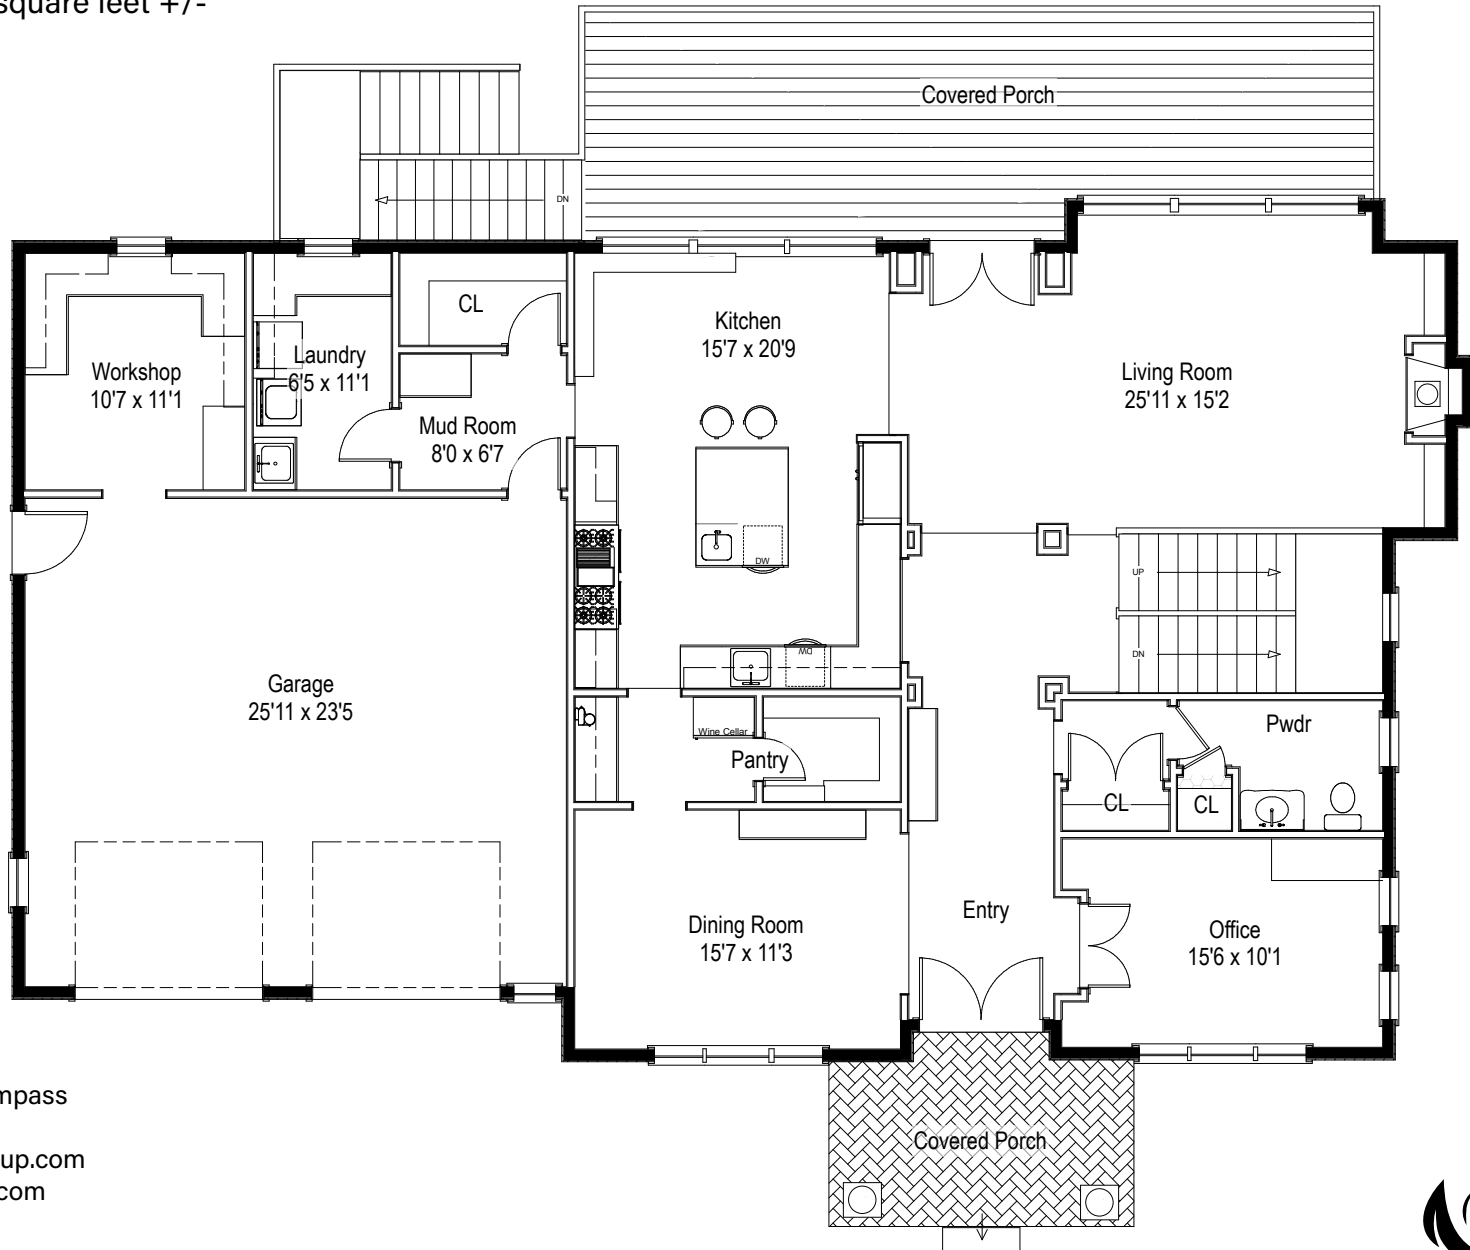 square feet +/-
Covered Porch
DN
CL
Kitchen
15'7 x 20'9
Workshop
10'7 x 11'1
Laundry
6'5 x 11'1
Living Room
25'11 x 15'2
Mud Room
8'0 x 6'7
DW
UP
DN
DW
Garage
25'11 x 23'5
Wine Cellar
Pantry
Pwdr
CL
CL
Dining Room
15'7 x 11'3
Entry
Office
15'6 x 10'1
Covered Porch
mpass
up.com
com